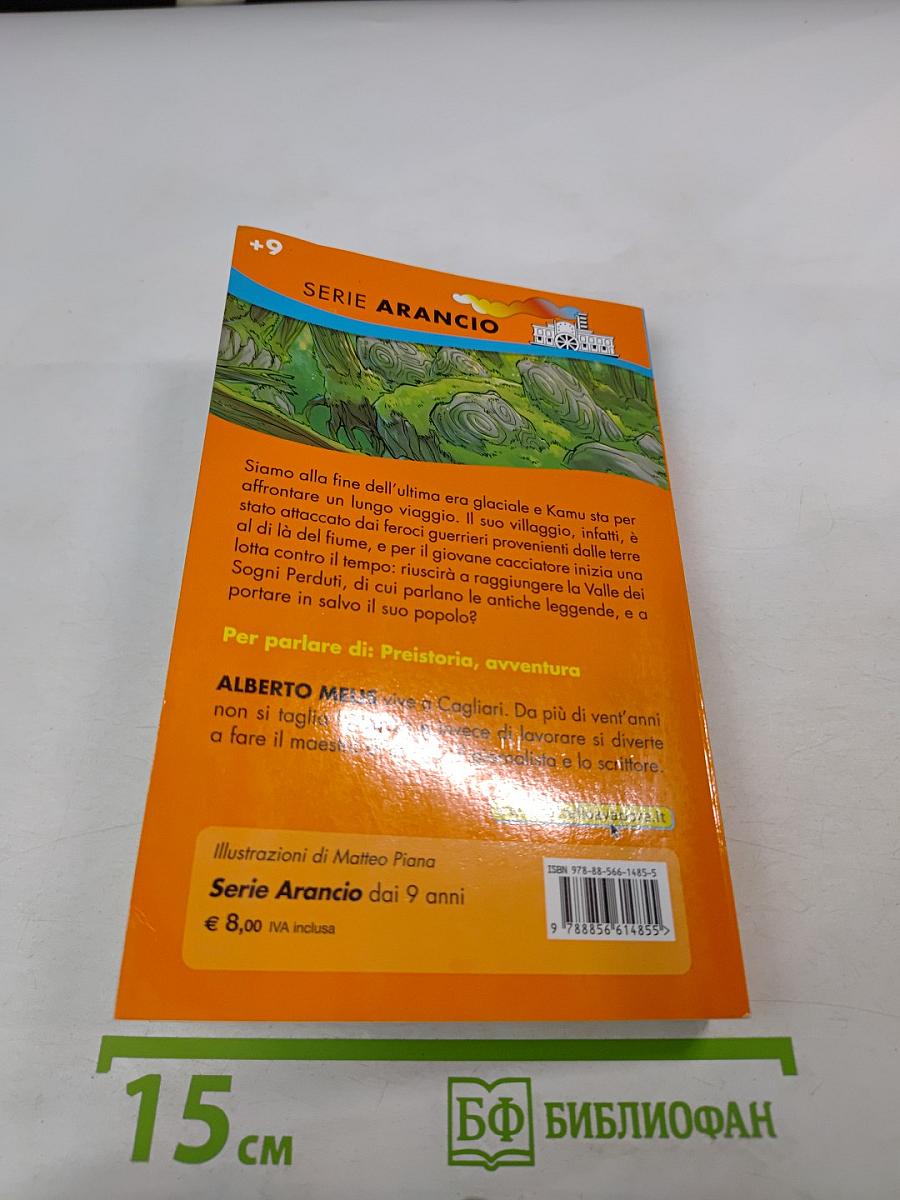 +9
SERIE ARANCIO
Siamo alla fine dell'ultima era glaciale e Kamu sta per
affrontare un lungo viaggio. Il suo villaggio, infatti, è
stato attaccato dai feroci guerrieri provenienti dalle terre
al di là del fiume, e per il giovane cacciatore inizia una
lotta contro il tempo: riuscirà a raggiungere la Valle dei
Sogni Perduti, di cui parlano le antiche leggende, e a
portare in salvo il suo popolo?
Per parlare di: Preistoria, avventura
ALBERTO MELIS vive a Cagliari. Da più di vent'anni
non si taglia invece di lavorare si diverte
a fare il maestro e lo scrittore.
Illustrazioni di Matteo Piana
Serie Arancio dai 9 anni
€ 8,00 IVA inclusa
ISBN 978-88-566-1485-5
9 788856 614855 >
15 см
БФ БИБЛИОФАН